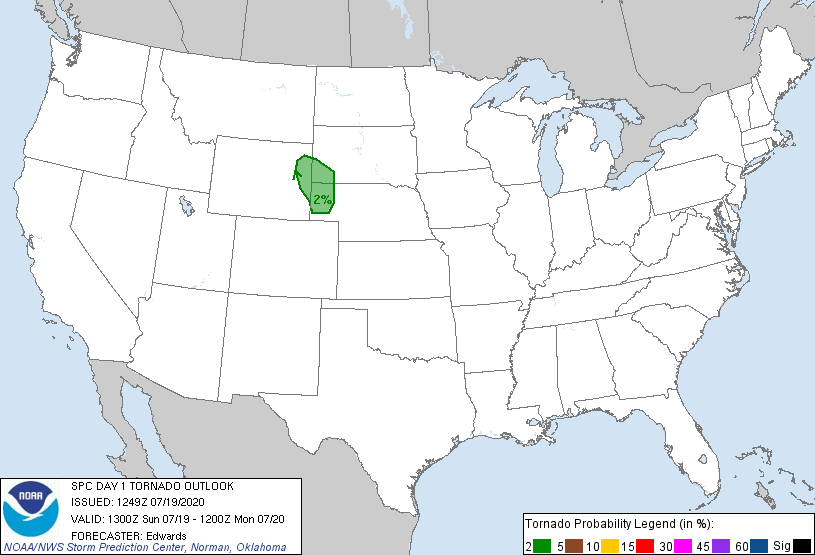 2%
NOAA
SPC DAY 1 TORNADO OUTLOOK
ISSUED: 1249Z 07/19/2020
VALID: 1300Z Sun 07/19 - 1200Z Mon 07/20
FORECASTER: Edwards
NOAA/NWS Storm Prediction Center, Norman, Oklahoma
Tornado Probability Legend (in %):
2 5 10 15 30 45 60 Sig